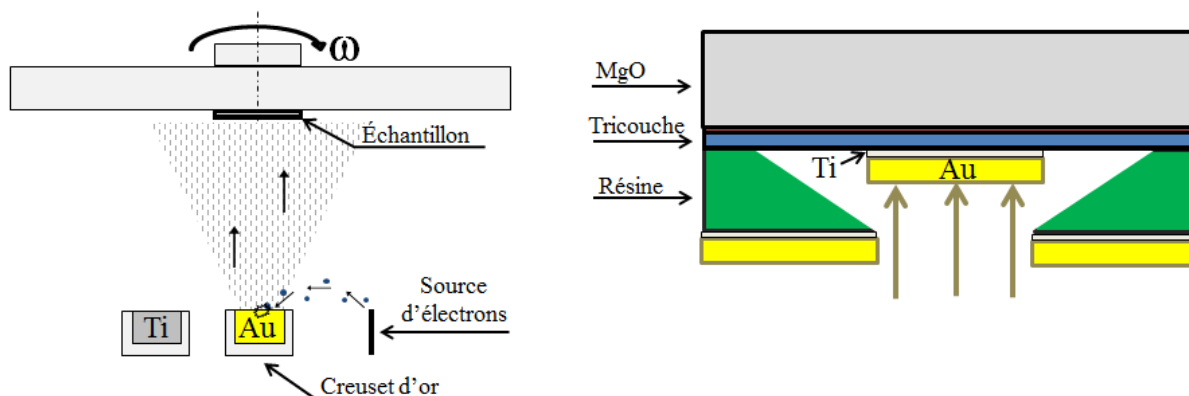 ω
Échantillon
Ti
Au
Source
d'électrons
Creuset d'or
MgO
Tricouche
Ti
Au
Résine